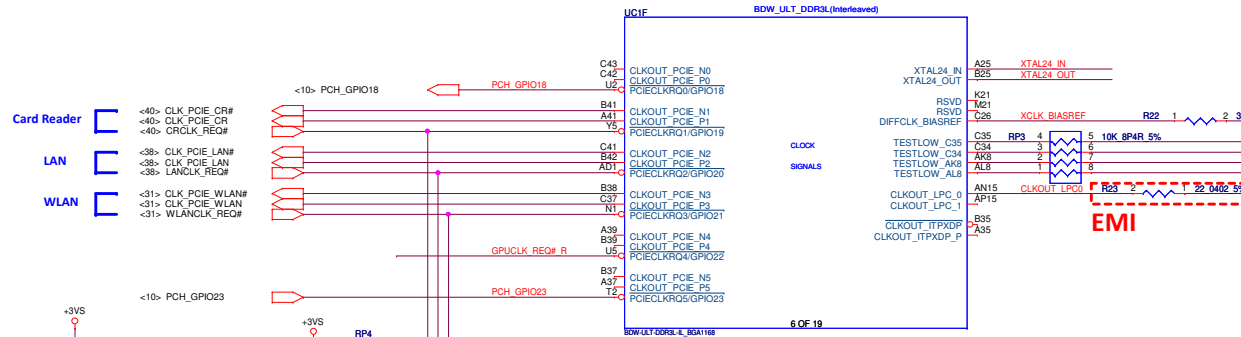 UC1F
BDW_ULT_DDR3L(Interleaved)
C43 CLKOUT_PCIE_N0
C42 CLKOUT_PCIE_P0
<10> PCH_GPIO18 PCH_GPIO18 U2 PCIECLKRQ0/GPIO18
Card Reader
<40> CLK_PCIE_CR# B41 CLKOUT_PCIE_N1
<40> CLK_PCIE_CR A41 CLKOUT_PCIE_P1
<40> CRCLK_REQ# Y5 PCIECLKRQ1/GPIO19
LAN
<38> CLK_PCIE_LAN# C41 CLKOUT_PCIE_N2
<38> CLK_PCIE_LAN B42 CLKOUT_PCIE_P2
<38> LANCLK_REQ# AD1 PCIECLKRQ2/GPIO20
WLAN
<31> CLK_PCIE_WLAN# B38 CLKOUT_PCIE_N3
<31> CLK_PCIE_WLAN C37 CLKOUT_PCIE_P3
<31> WLANCLK_REQ# N1 PCIECLKRQ3/GPIO21
A39 CLKOUT_PCIE_N4
B39 CLKOUT_PCIE_P4
GPUCLK_REQ#_R U5 PCIECLKRQ4/GPIO22
B37 CLKOUT_PCIE_N5
A37 CLKOUT_PCIE_P5
<10> PCH_GPIO23 PCH_GPIO23 T2 PCIECLKRQ5/GPIO23
CLOCK
SIGNALS
XTAL24_IN A25 XTAL24_IN
XTAL24_OUT B25 XTAL24_OUT
RSVD K21
RSVD M21
DIFFCLK_BIASREF C26 XCLK_BIASREF R22 1 2 3
TESTLOW_C35 C35 RP3 4 5 10K_8P4R_5%
TESTLOW_C34 C34 3 6
TESTLOW_AK8 AK8 2 7
TESTLOW_AL8 AL8 1 8
CLKOUT_LPC_0 AN15 CLKOUT_LPC0 R23 2 1 22_0402_5%
CLKOUT_LPC_1 AP15
EMI
CLKOUT_ITPXDP B35
CLKOUT_ITPXDP_P A35
6 OF 19
BDW-ULT-DDR3L-IL_BGA1168
+3VS
+3VS
RP4